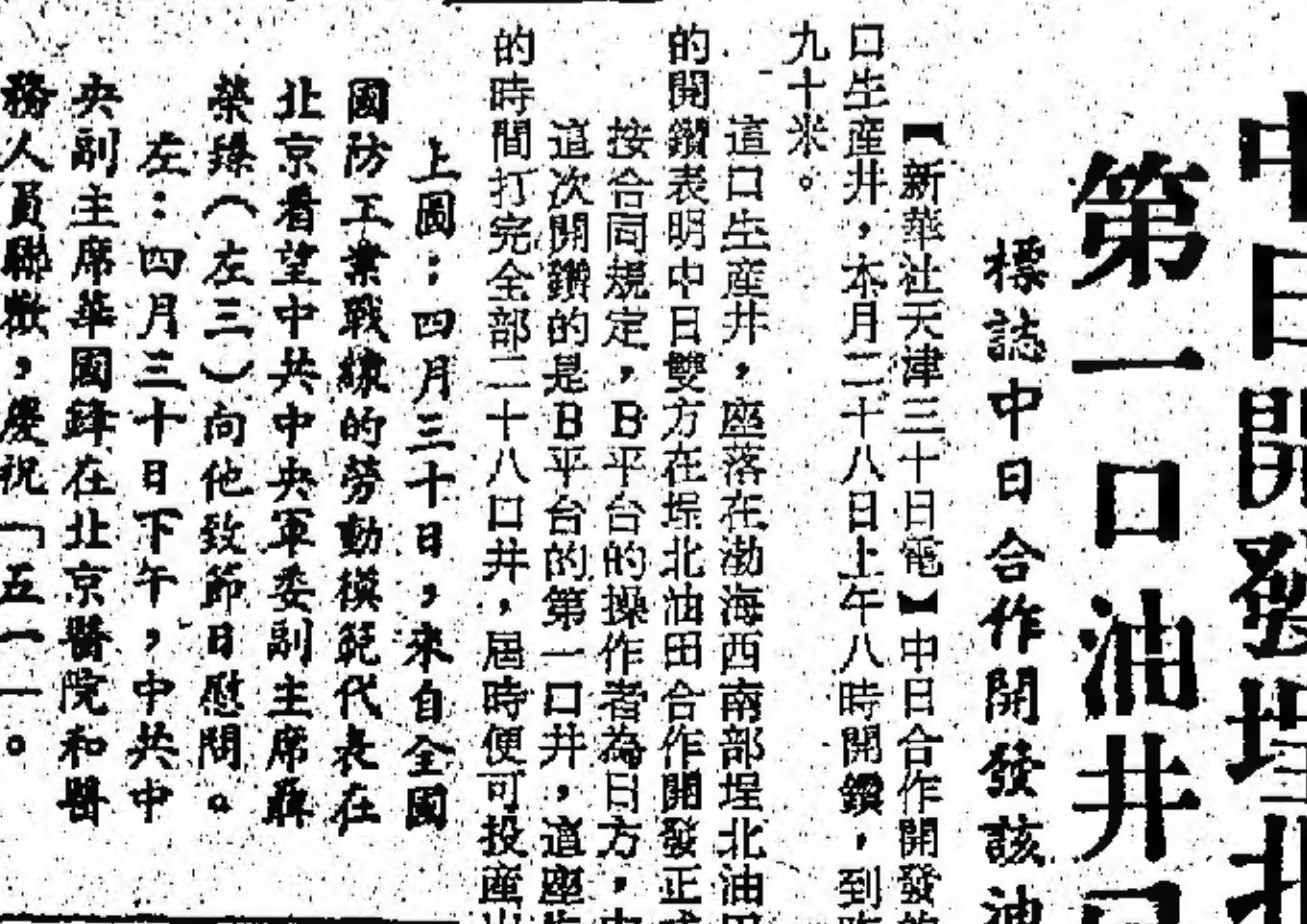 中日開發埕北
第一口油井已
標誌中日合作開發該油
【新華社天津三十日電】中日合作開發的
口生產井，本月二十八日上午八時開鑽，到昨
九十米。
這口生產井，座落在渤海西南部埕北油田
的開鑽表明中日雙方在埕北油田合作開發正式
按合同規定，B平台的操作者為日方，中
這次開鑽的是B平台的第一口井，這座
的時間打完全部二十八口井，屆時便可投產出
上圖：四月三十日，來自全國
國防工業戰線的勞動模範代表在
北京看望中共中央軍委副主席聶
榮臻（左三）向他致節日慰問。
左：四月三十日下午，中共中
央副主席華國鋒在北京醫院和醫
務人員聯歡，慶祝「五一一。